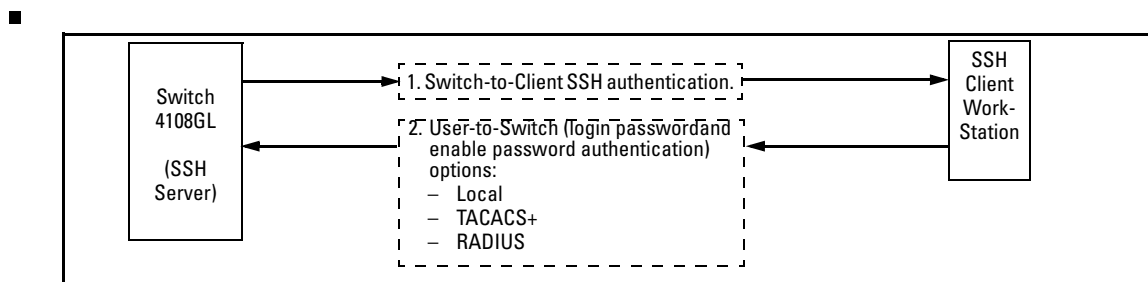 Switch
4108GL
(SSH
Server)
1. Switch-to-Client SSH authentication.
2. User-to-Switch (login passwordand
enable password authentication)
options:
– Local
– TACACS+
– RADIUS
SSH
Client
Work-
Station